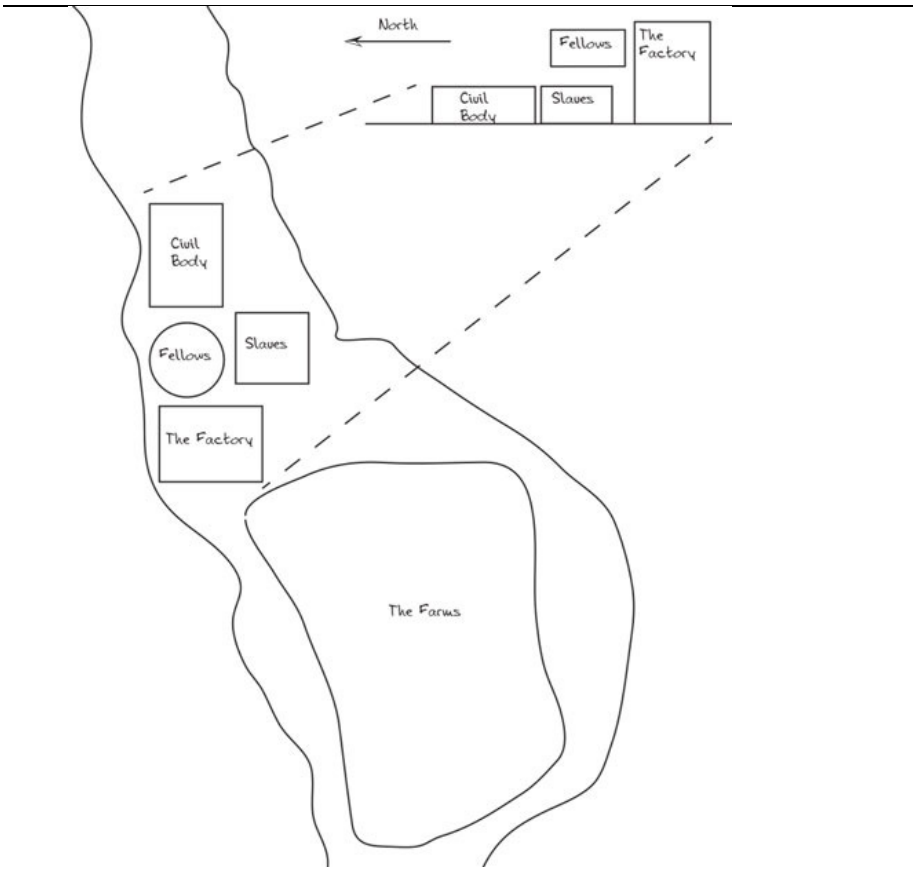 North
Fellows
The
Factory
Civil
Body
Slaves
Civil
Body
Fellows
Slaves
The Factory
The Farms